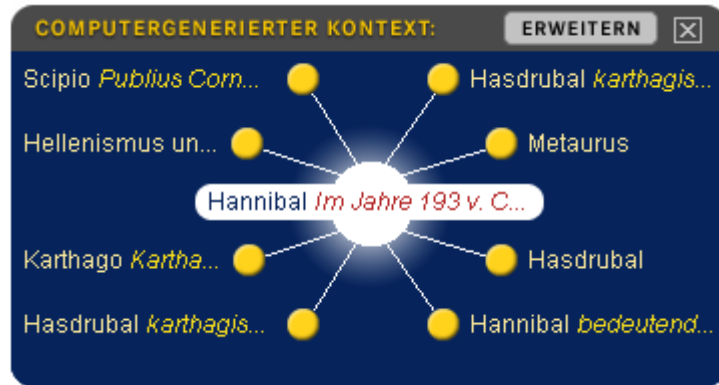 COMPUTERGENERIERTER KONTEXT: ERWEITERN
Scipio Publius Corn... Hasdrubal karthagis...
Hellenismus un... Metaurus
Hannibal Im Jahre 193 v. C...
Karthago Kartha... Hasdrubal
Hasdrubal karthagis... Hannibal bedeutend...